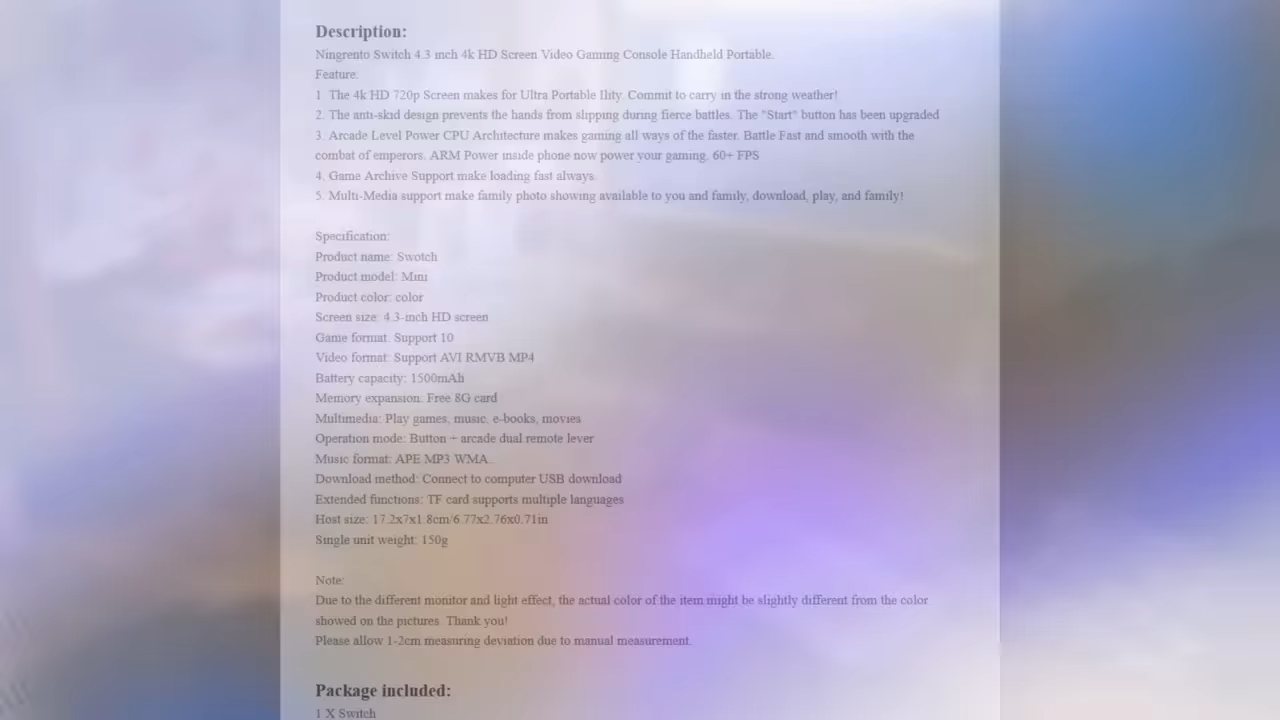 Description:
Ningrento Switch 4.3 inch 4k HD Screen Video Gaming Console Handheld Portable.
Feature:
1. The 4k HD 720p Screen makes for Ultra Portable Ility. Commit to carry in the strong weather!
2. The anti-skid design prevents the hands from slipping during fierce battles. The "Start" button has been upgraded
3. Arcade Level Power CPU Architecture makes gaming all ways of the faster. Battle Fast and smooth with the
combat of emperors. ARM Power inside phone now power your gaming. 60+ FPS
4. Game Archive Support make loading fast always.
5. Multi-Media support make family photo showing available to you and family, download, play, and family!
Specification:
Product name: Swotch
Product model: Mini
Product color: color
Screen size: 4.3-inch HD screen
Game format: Support 10
Video format: Support AVI RMVB MP4
Battery capacity: 1500mAh
Memory expansion: Free 8G card
Multimedia: Play games, music, e-books, movies
Operation mode: Button + arcade dual remote lever
Music format: APE MP3 WMA..
Download method: Connect to computer USB download
Extended functions: TF card supports multiple languages
Host size: 17.2x7x1.8cm/6.77x2.76x0.71in
Single unit weight: 150g
Note:
Due to the different monitor and light effect, the actual color of the item might be slightly different from the color
showed on the pictures. Thank you!
Please allow 1-2cm measuring deviation due to manual measurement.
Package included:
1 X Switch